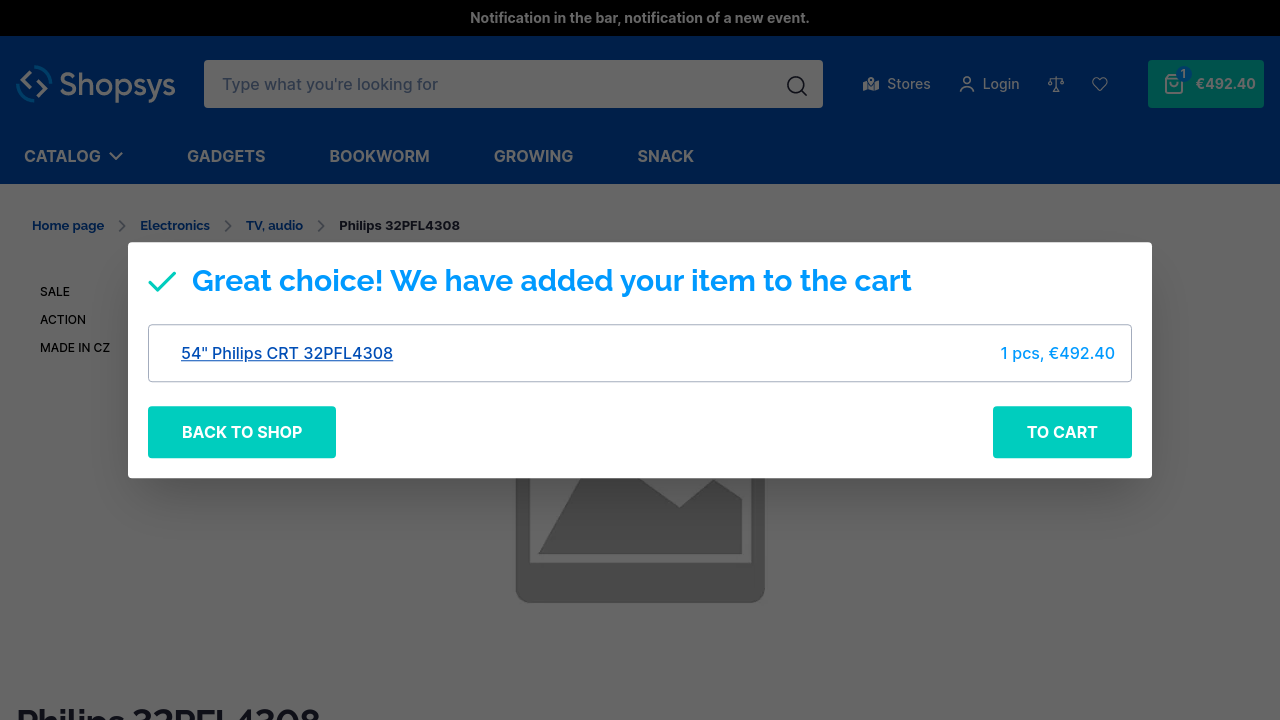 Notification in the bar, notification of a new event.
Shopsys
Type what you're looking for
Stores
Login
1
€492.40
CATALOG
GADGETS
BOOKWORM
GROWING
SNACK
Home page
Electronics
TV, audio
Philips 32PFL4308
SALE
ACTION
MADE IN CZ
Great choice! We have added your item to the cart
54" Philips CRT 32PFL4308
1 pcs, €492.40
BACK TO SHOP
TO CART
Philips 32PFL4308